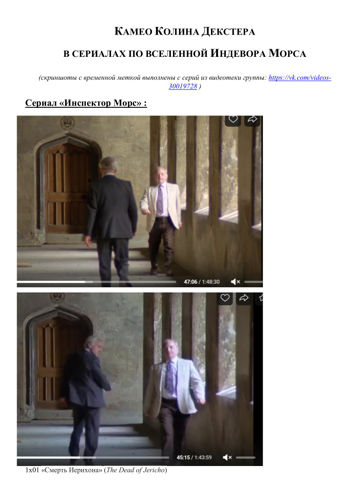 КАМЕО КОЛИНА ДЕКСТЕРА
В СЕРИАЛАХ ПО ВСЕЛЕННОЙ ИНДЕВОРА МОРСА
(скриншоты с временной меткой выполнены с серий из видеотеки группы: https://vk.com/videos-
30019728 )
Сериал «Инспектор Морс» :
47:06 / 1:48:30
45:15 / 1:43:59
1x01 «Смерть Иерихона» (The Dead of Jericho)